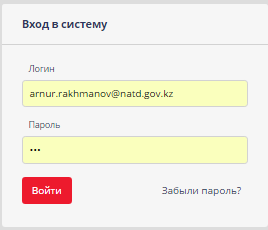 Вход в систему
Логин
arnur.rakhmanov@natd.gov.kz
Пароль
•••
Войти
Забыли пароль?